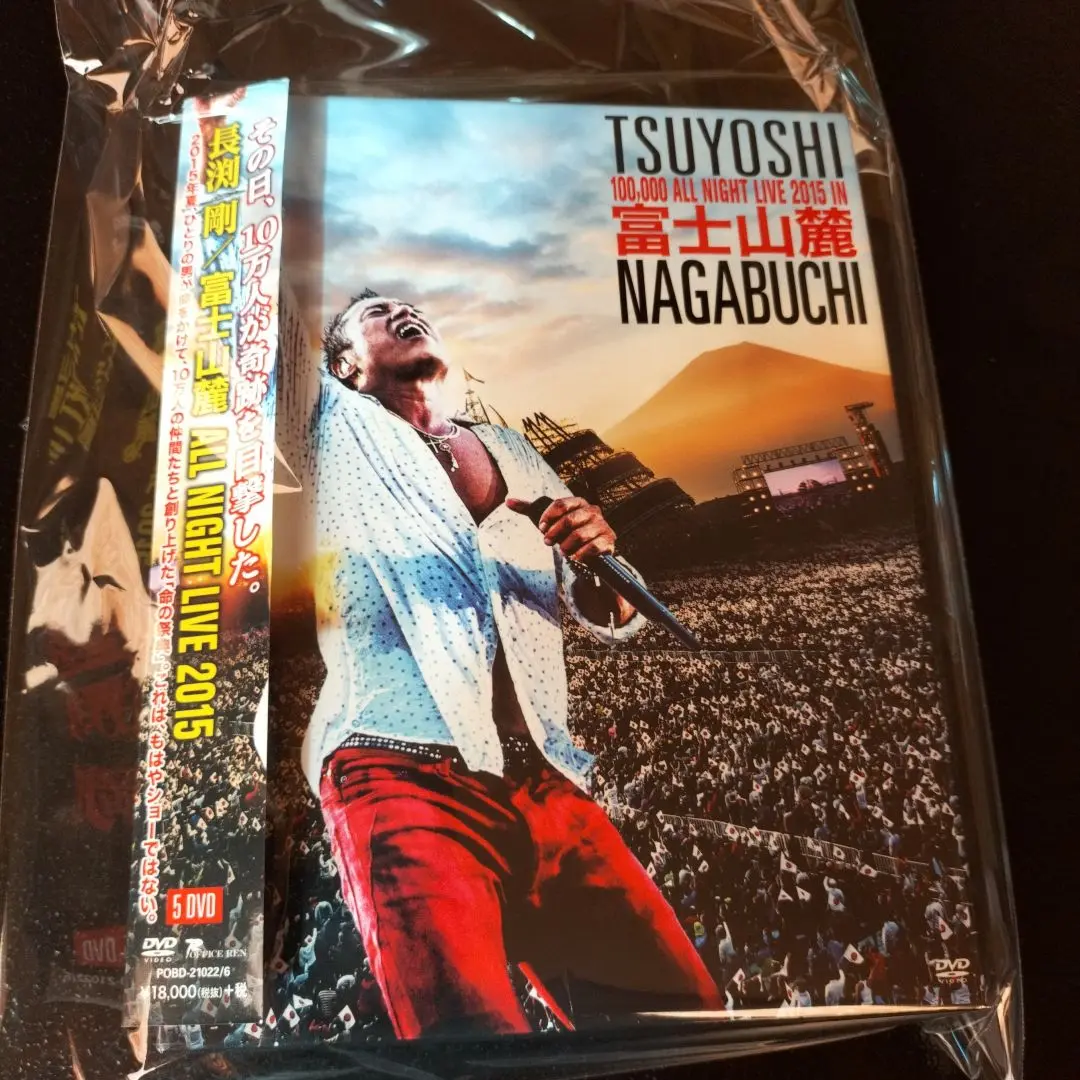 その日、10万人が奇跡を目撃した。
長渕 剛/富士山麓 ALL NIGHT LIVE 2015
2015年夏、ひとりの男が命をかけて、10万人の仲間たちと創り上げた「命の祭典」。これは、もはやショーではない。
5 DVD
DVD VIDEO
OFFICE REN
POBD-21022/6
¥18,000(税抜)+税
TSUYOSHI
100,000 ALL NIGHT LIVE 2015 IN
富士山麓
NAGABUCHI
DVD VIDEO